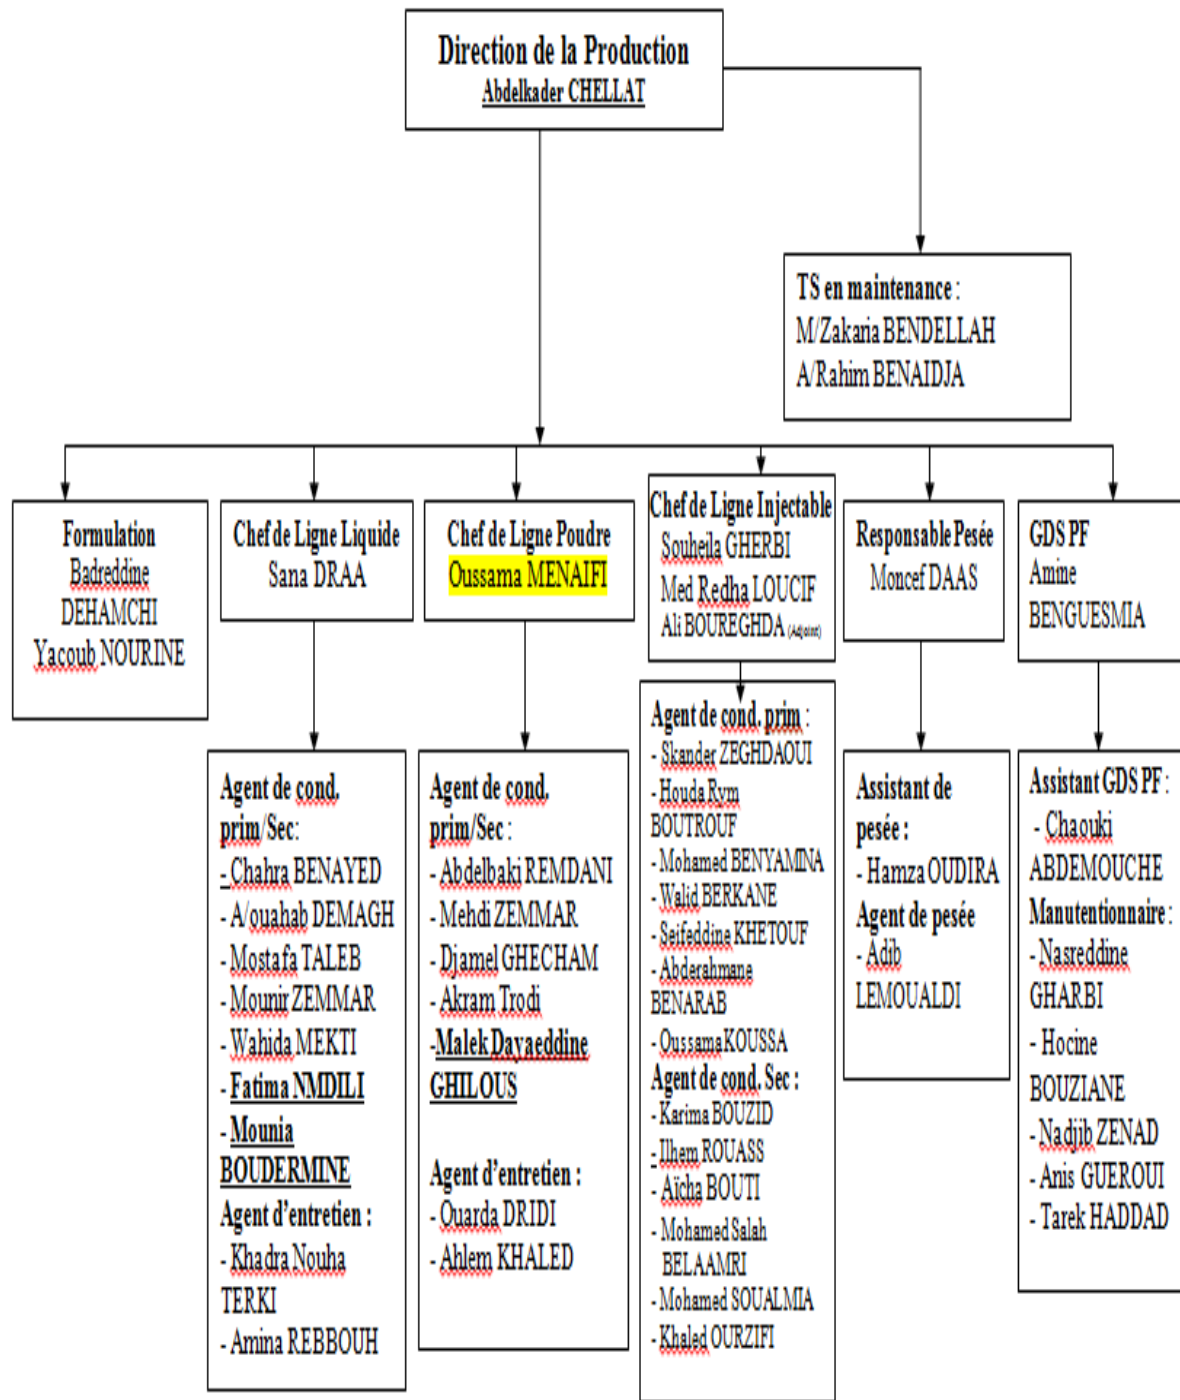 Direction de la Production
Abdelkader CHELLAT
TS en maintenance :
M/Zakaria BENDELLAH
A/Rahim BENAIDJA
Formulation
Badreddine
DEHAMCHI
Yacoub NOURINE
Chef de Ligne Liquide
Sana DRAA
Chef de Ligne Poudre
Oussama MENAIFI
Chef de Ligne Injectable
Souheila GHERBI
Med Redha LOUCIF
Ali BOUREGHDA (Adjoint)
Responsable Pesée
Moncef DAAS
GDS PF
Amine
BENGUESMIA
Agent de cond.
prim/Sec:
- Chahra BENAYED
- A/ouahab DEMAGH
- Mostafa TALEB
- Mounir ZEMMAR
- Wahida MEKTI
- Fatima NMDILI
- Mounia
BOUDERMINE
Agent d’entretien :
- Khadra Nouha
TERKI
- Amina REBBOUH
Agent de cond.
prim/Sec :
- Abdelbaki REMDANI
- Mehdi ZEMMAR
- Djamel GHECHAM
- Akram Trodi
-Malek Dayaeddine
GHILOUS
Agent d’entretien :
- Ouarda DRIDI
- Ahlem KHALED
Agent de cond. prim :
- Skander ZEGHDAOUI
- Houda Rym
BOUTROUF
- Mohamed BENYAMINA
- Walid BERKANE
- Seifeddine KHETOUF
- Abderahmane
BENARAB
- Oussama KOUSSA
Agent de cond. Sec :
- Karima BOUZID
- Ilhem ROUASS
- Aïcha BOUTI
- Mohamed Salah
BELAAMRI
- Mohamed SOUALMIA
- Khaled OURZIFI
Assistant de
pesée :
- Hamza OUDIRA
Agent de pesée
- Adib
LEMOUALDI
Assistant GDS PF :
- Chaouki
ABDEMOUCHE
Manutentionnaire :
- Nasreddine
GHARBI
- Hocine
BOUZIANE
- Nadjib ZENAD
- Anis GUEROUI
- Tarek HADDAD